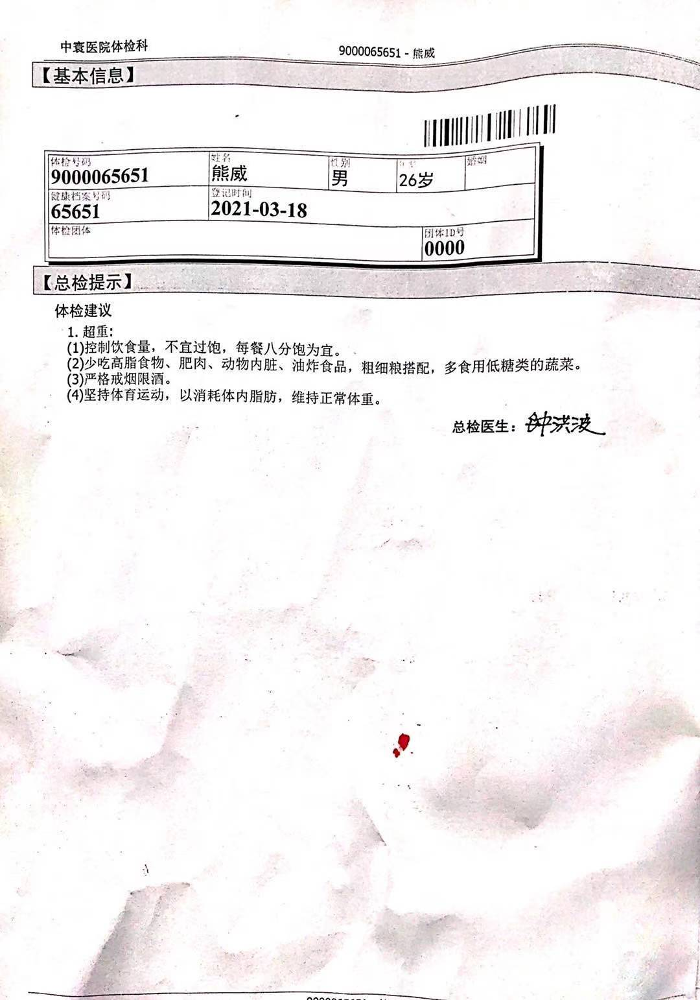 中寰医院体检科
9000065651 - 熊威
【基本信息】
体检号码 姓名 性别 年岁 婚姻
9000065651 熊威 男 26岁
健康档案号码 登记时间
65651 2021-03-18
体检团体 团体ID号
0000
【总检提示】
体检建议
1. 超重:
(1)控制饮食量，不宜过饱，每餐八分饱为宜。
(2)少吃高脂食物、肥肉、动物内脏、油炸食品，粗细粮搭配，多食用低糖类的蔬菜。
(3)严格戒烟限酒。
(4)坚持体育运动，以消耗体内脂肪，维持正常体重。
总检医生：钟洪波